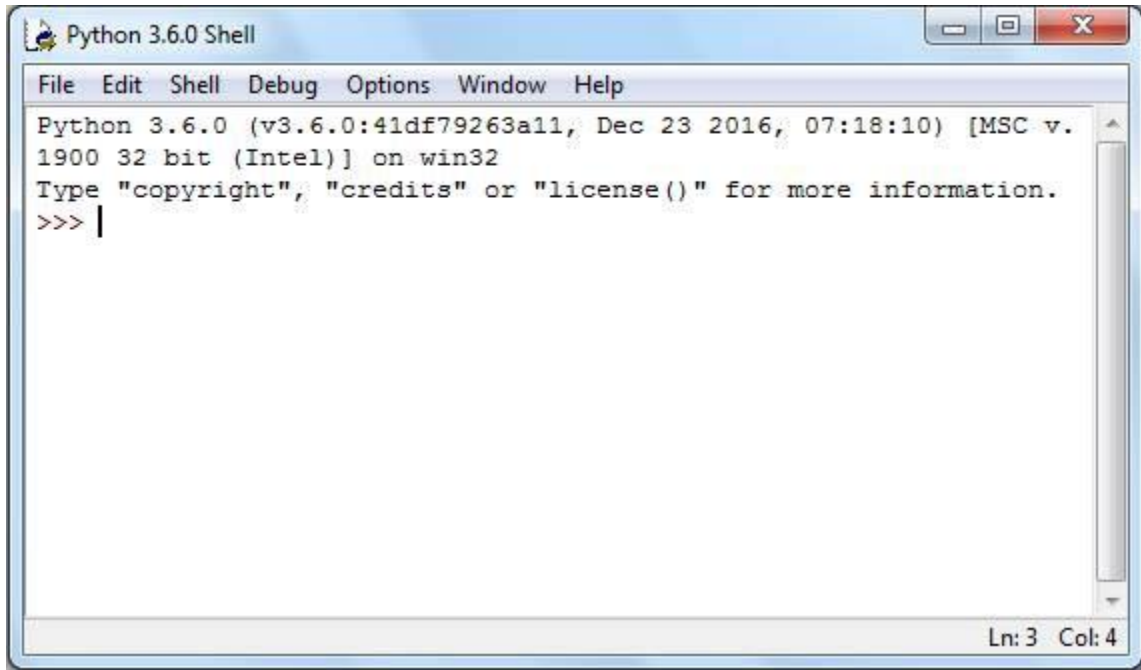 Python 3.6.0 Shell
File Edit Shell Debug Options Window Help
Python 3.6.0 (v3.6.0:41df79263a11, Dec 23 2016, 07:18:10) [MSC v.
1900 32 bit (Intel)] on win32
Type "copyright", "credits" or "license()" for more information.
>>>
Ln: 3 Col: 4